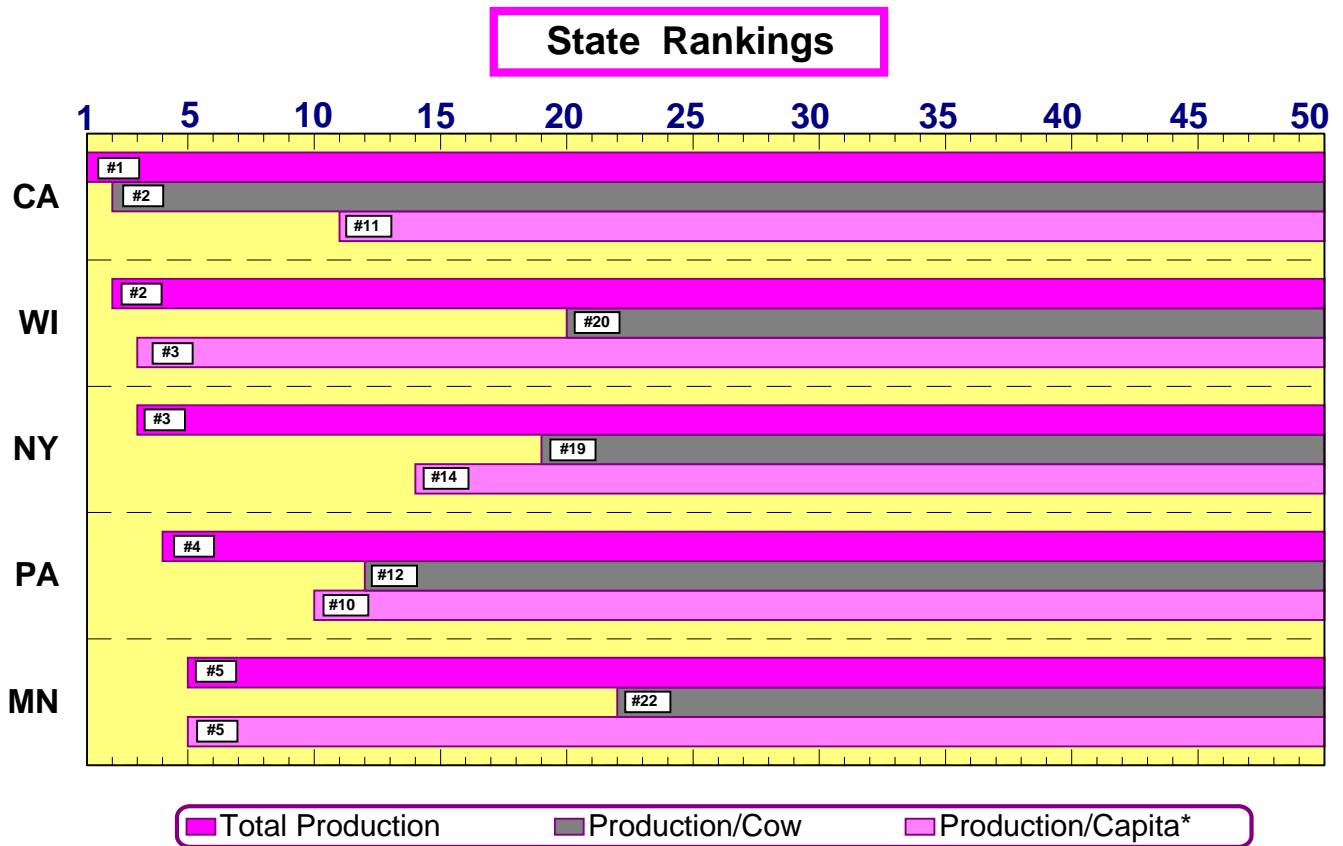 State Rankings
1 5 10 15 20 25 30 35 40 45 50
CA
#1
#2
#11
WI
#2
#20
#3
NY
#3
#19
#14
PA
#4
#12
#10
MN
#5
#22
#5
Total Production Production/Cow Production/Capita*